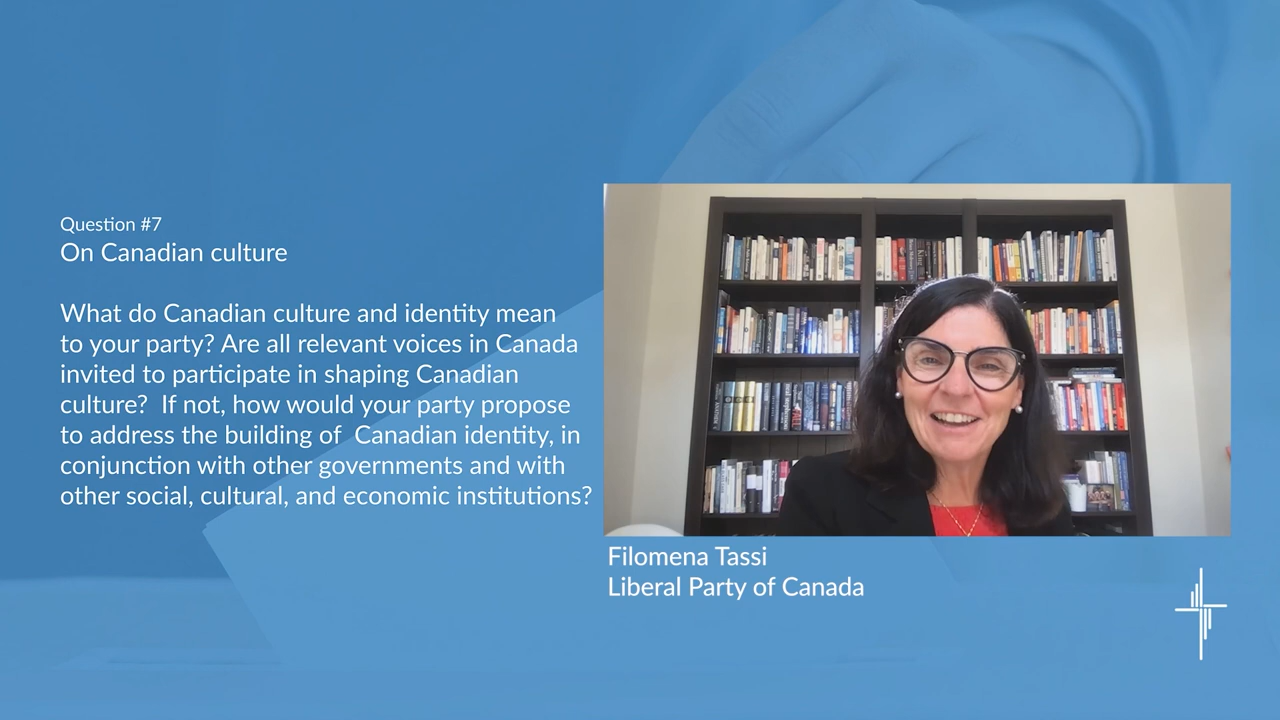 Question #7
On Canadian culture
What do Canadian culture and identity mean
to your party? Are all relevant voices in Canada
invited to participate in shaping Canadian
culture?  If not, how would your party propose
to address the building of  Canadian identity, in
conjunction with other governments and with
other social, cultural, and economic institutions?
Filomena Tassi
Liberal Party of Canada